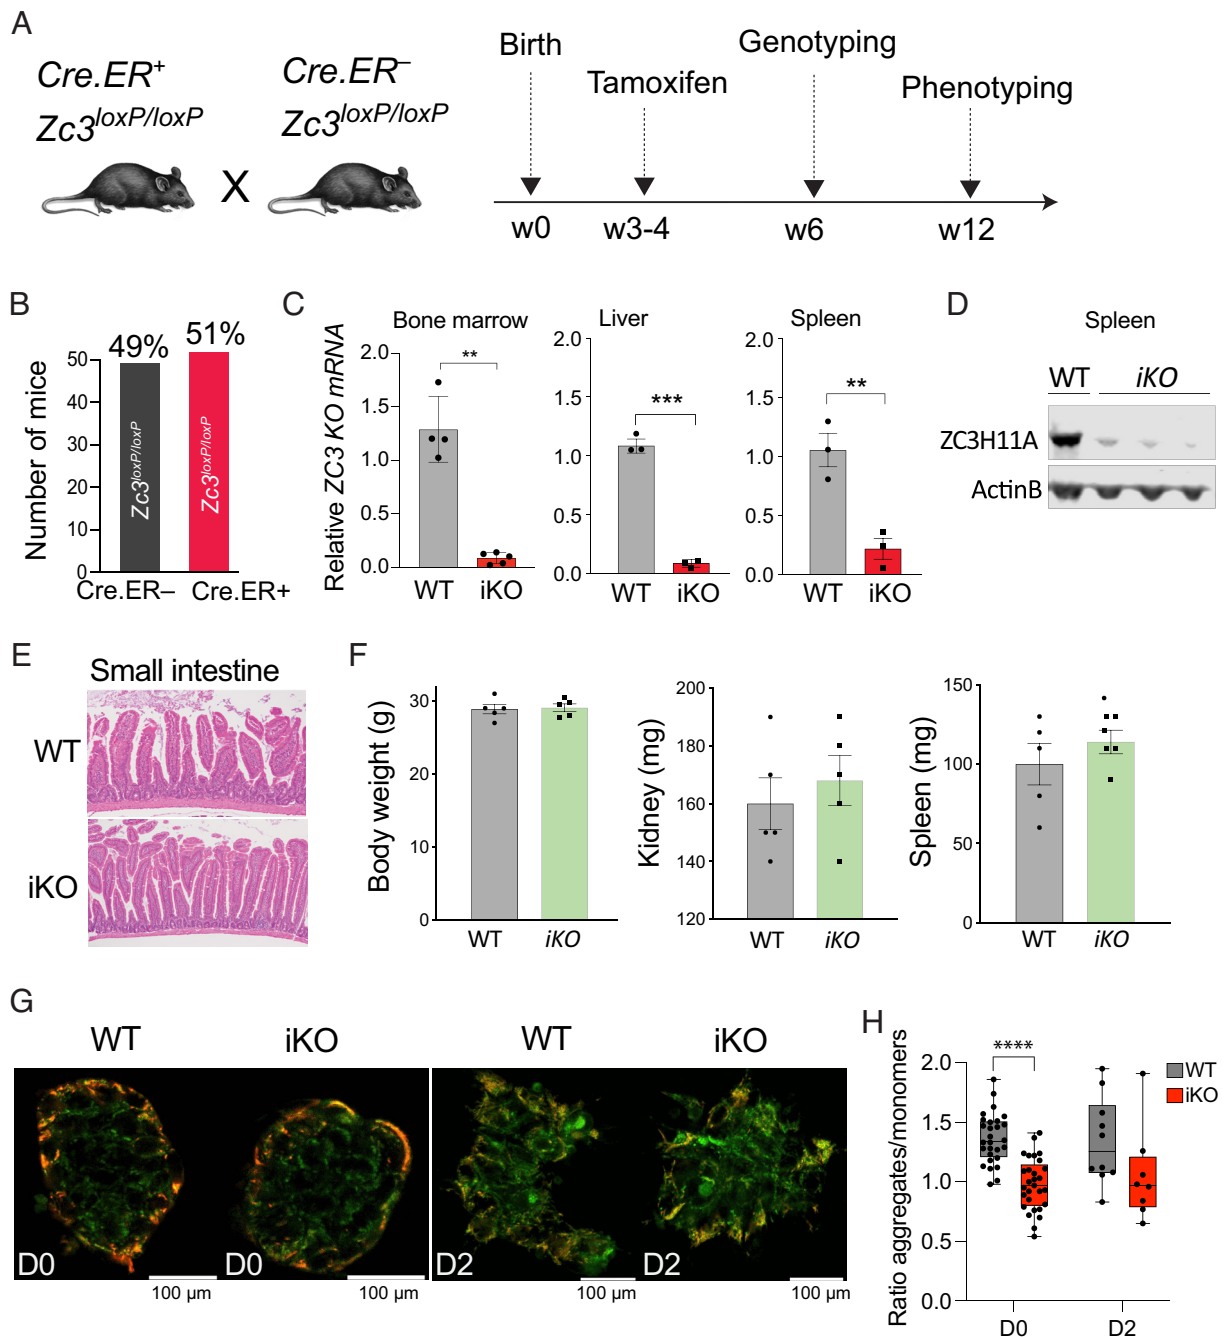 A
Cre.ER+
Zc3loxP/loxP
X
Cre.ER–
Zc3loxP/loxP
Birth
Tamoxifen
Genotyping
Phenotyping
w0
w3-4
w6
w12
B
Number of mice
50
40
30
20
10
0
49%
51%
Zc3loxP/loxP
Zc3loxP/loxP
Cre.ER–
Cre.ER+
C
Relative ZC3 KO mRNA
Bone marrow
2.0
1.5
1.0
0.5
0.0
**
WT
iKO
Liver
2.0
1.5
1.0
0.5
0.0
***
WT
iKO
Spleen
2.0
1.5
1.0
0.5
0.0
**
WT
iKO
D
Spleen
WT
iKO
ZC3H11A
ActinB
E
Small intestine
WT
iKO
F
Body weight (g)
30
20
10
0
WT
iKO
Kidney (mg)
200
180
160
140
120
WT
iKO
Spleen (mg)
150
100
50
0
WT
iKO
G
WT
iKO
WT
iKO
D0
D0
D2
D2
100 µm
100 µm
100 µm
100 µm
H
Ratio aggregates/monomers
2.0
1.5
1.0
0.5
0.0
****
WT
iKO
D0
D2